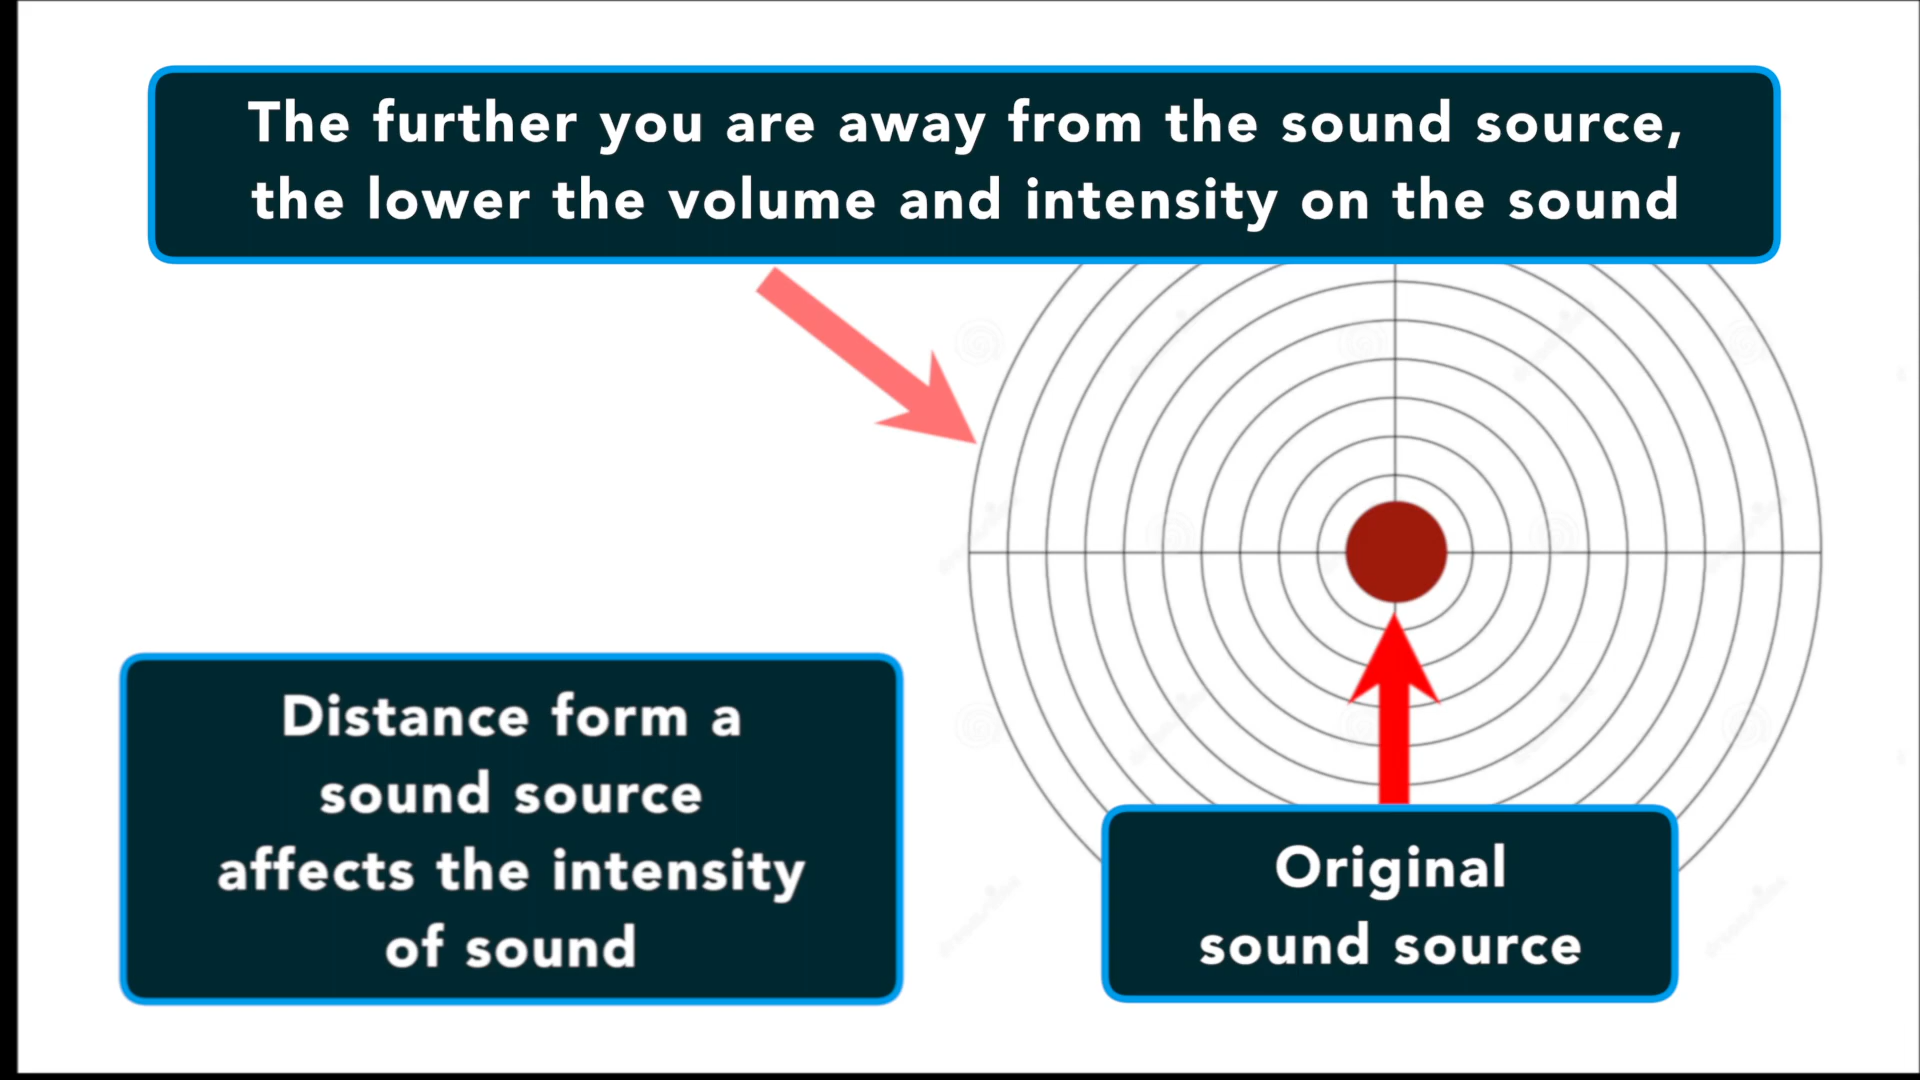 The further you are away from the sound source,
the lower the volume and intensity on the sound
Distance form a
sound source
affects the intensity
of sound
Original
sound source